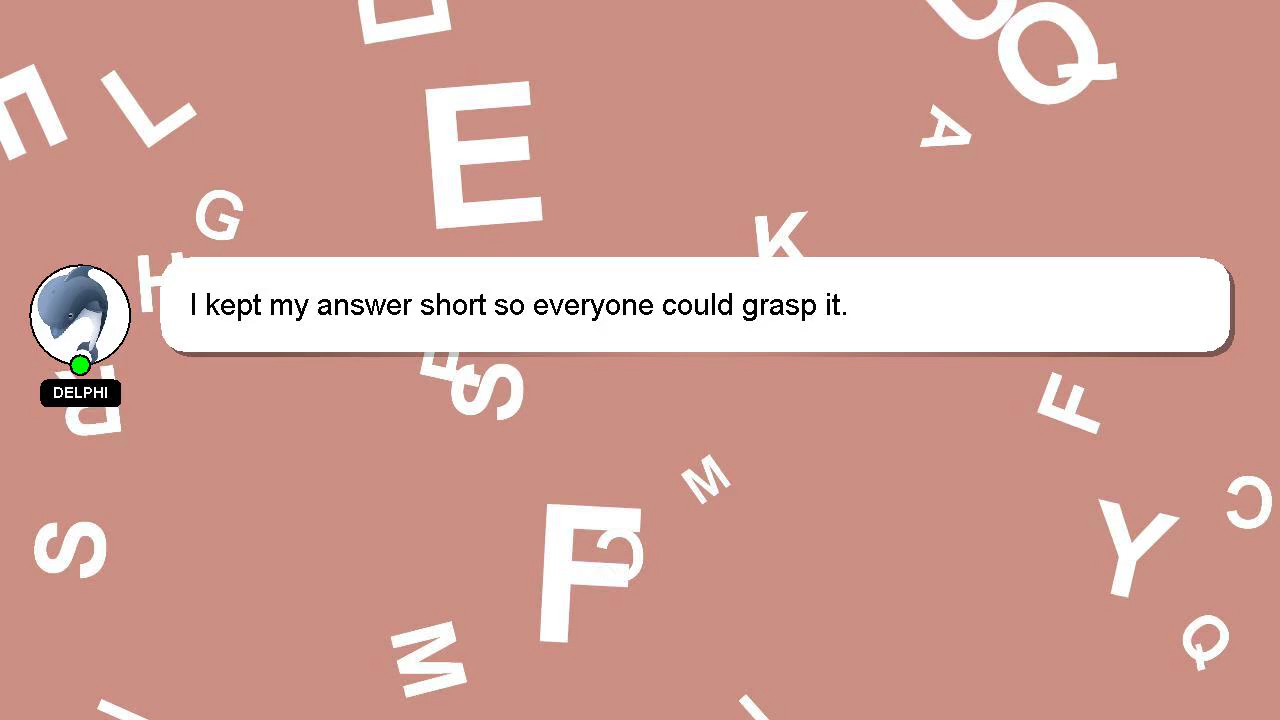 I kept my answer short so everyone could grasp it.
DELPHI
E
L
E
Q
A
G
K
H
E
S
R
F
M
S
F
G
Y
C
Q
M